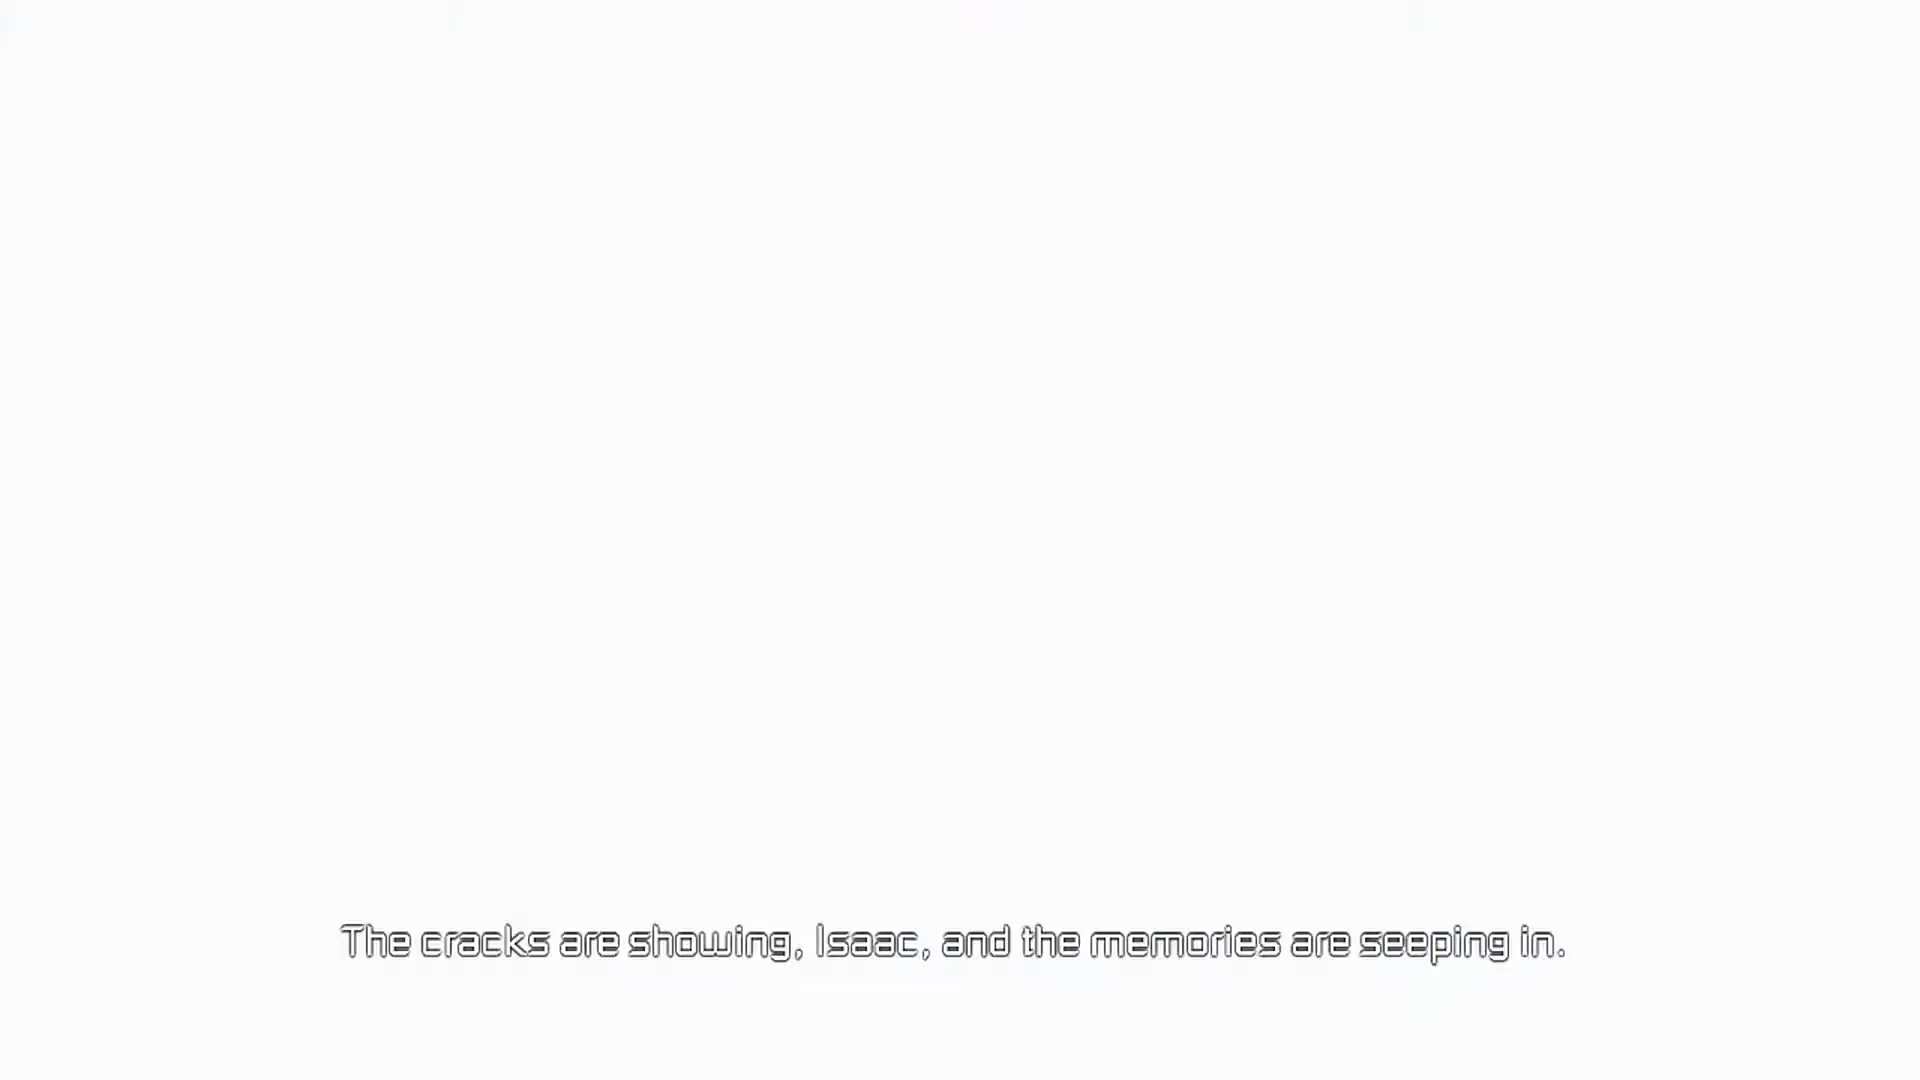 The cracks are showing, Isaac, and the memories are seeping in.